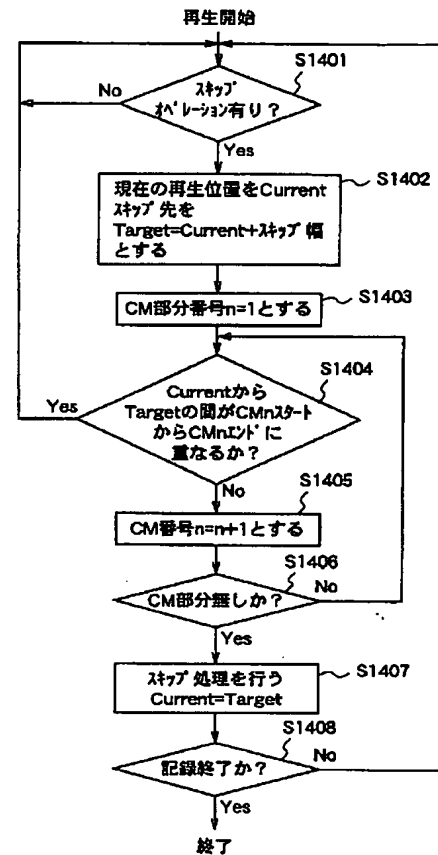 再生開始
S1401
No
スキップ
オペレーション有り？
Yes
S1402
現在の再生位置をCurrent
スキップ先を
Target=Current+スキップ幅
とする
S1403
CM部分番号n=1とする
S1404
Currentから
Targetの間がCMnスタート
からCMnエンドに
重なるか？
Yes
No
S1405
CM番号n=n+1とする
S1406
CM部分無しか？
No
Yes
S1407
スキップ処理を行う
Current=Target
S1408
記録終了か？
No
Yes
終了